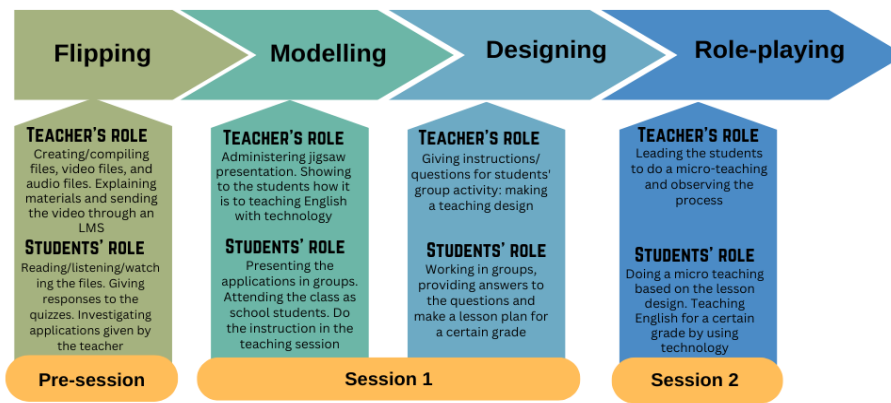 Flipping
Modelling
Designing
Role-playing
TEACHER'S ROLE
Creating/compiling
files, video files, and
audio files. Explaining
materials and sending
the video through an
LMS
STUDENTS' ROLE
Reading/listening/watch
ing the files. Giving
responses to the
quizzes. Investigating
applications given by
the teacher
TEACHER'S ROLE
Administering jigsaw
presentation. Showing
to the students how it
is to teaching English
with technology
STUDENTS' ROLE
Presenting the
applications in groups.
Attending the class as
school students. Do
the instruction in the
teaching session
TEACHER'S ROLE
Giving instructions/
questions for students'
group activity: making
a teaching design
STUDENTS' ROLE
Working in groups,
providing answers to
the questions and
make a lesson plan for
a certain grade
TEACHER'S ROLE
Leading the students
to do a micro-teaching
and observing the
process
STUDENTS' ROLE
Doing a micro teaching
based on the lesson
design. Teaching
English for a certain
grade by using
technology
Pre-session
Session 1
Session 2